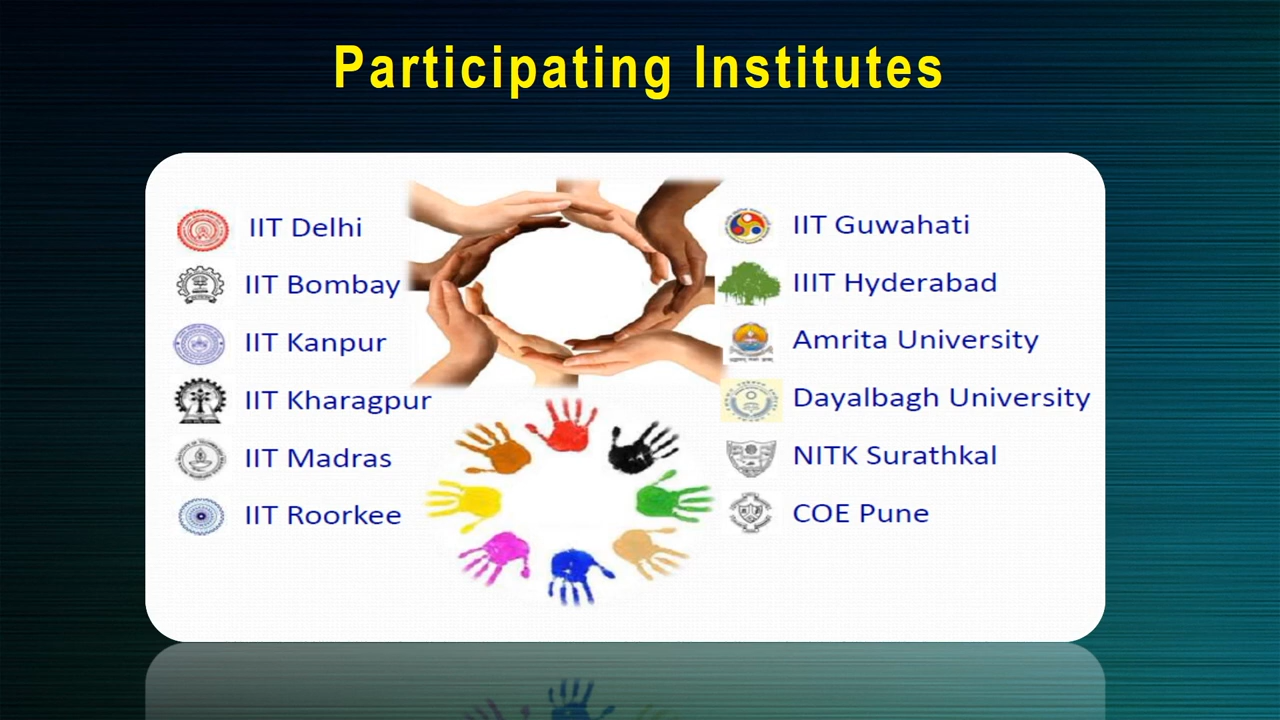 Participating Institutes
IIT Delhi
IIT Bombay
IIT Kanpur
IIT Kharagpur
IIT Madras
IIT Roorkee
IIT Guwahati
IIIT Hyderabad
Amrita University
Dayalbagh University
NITK Surathkal
COE Pune